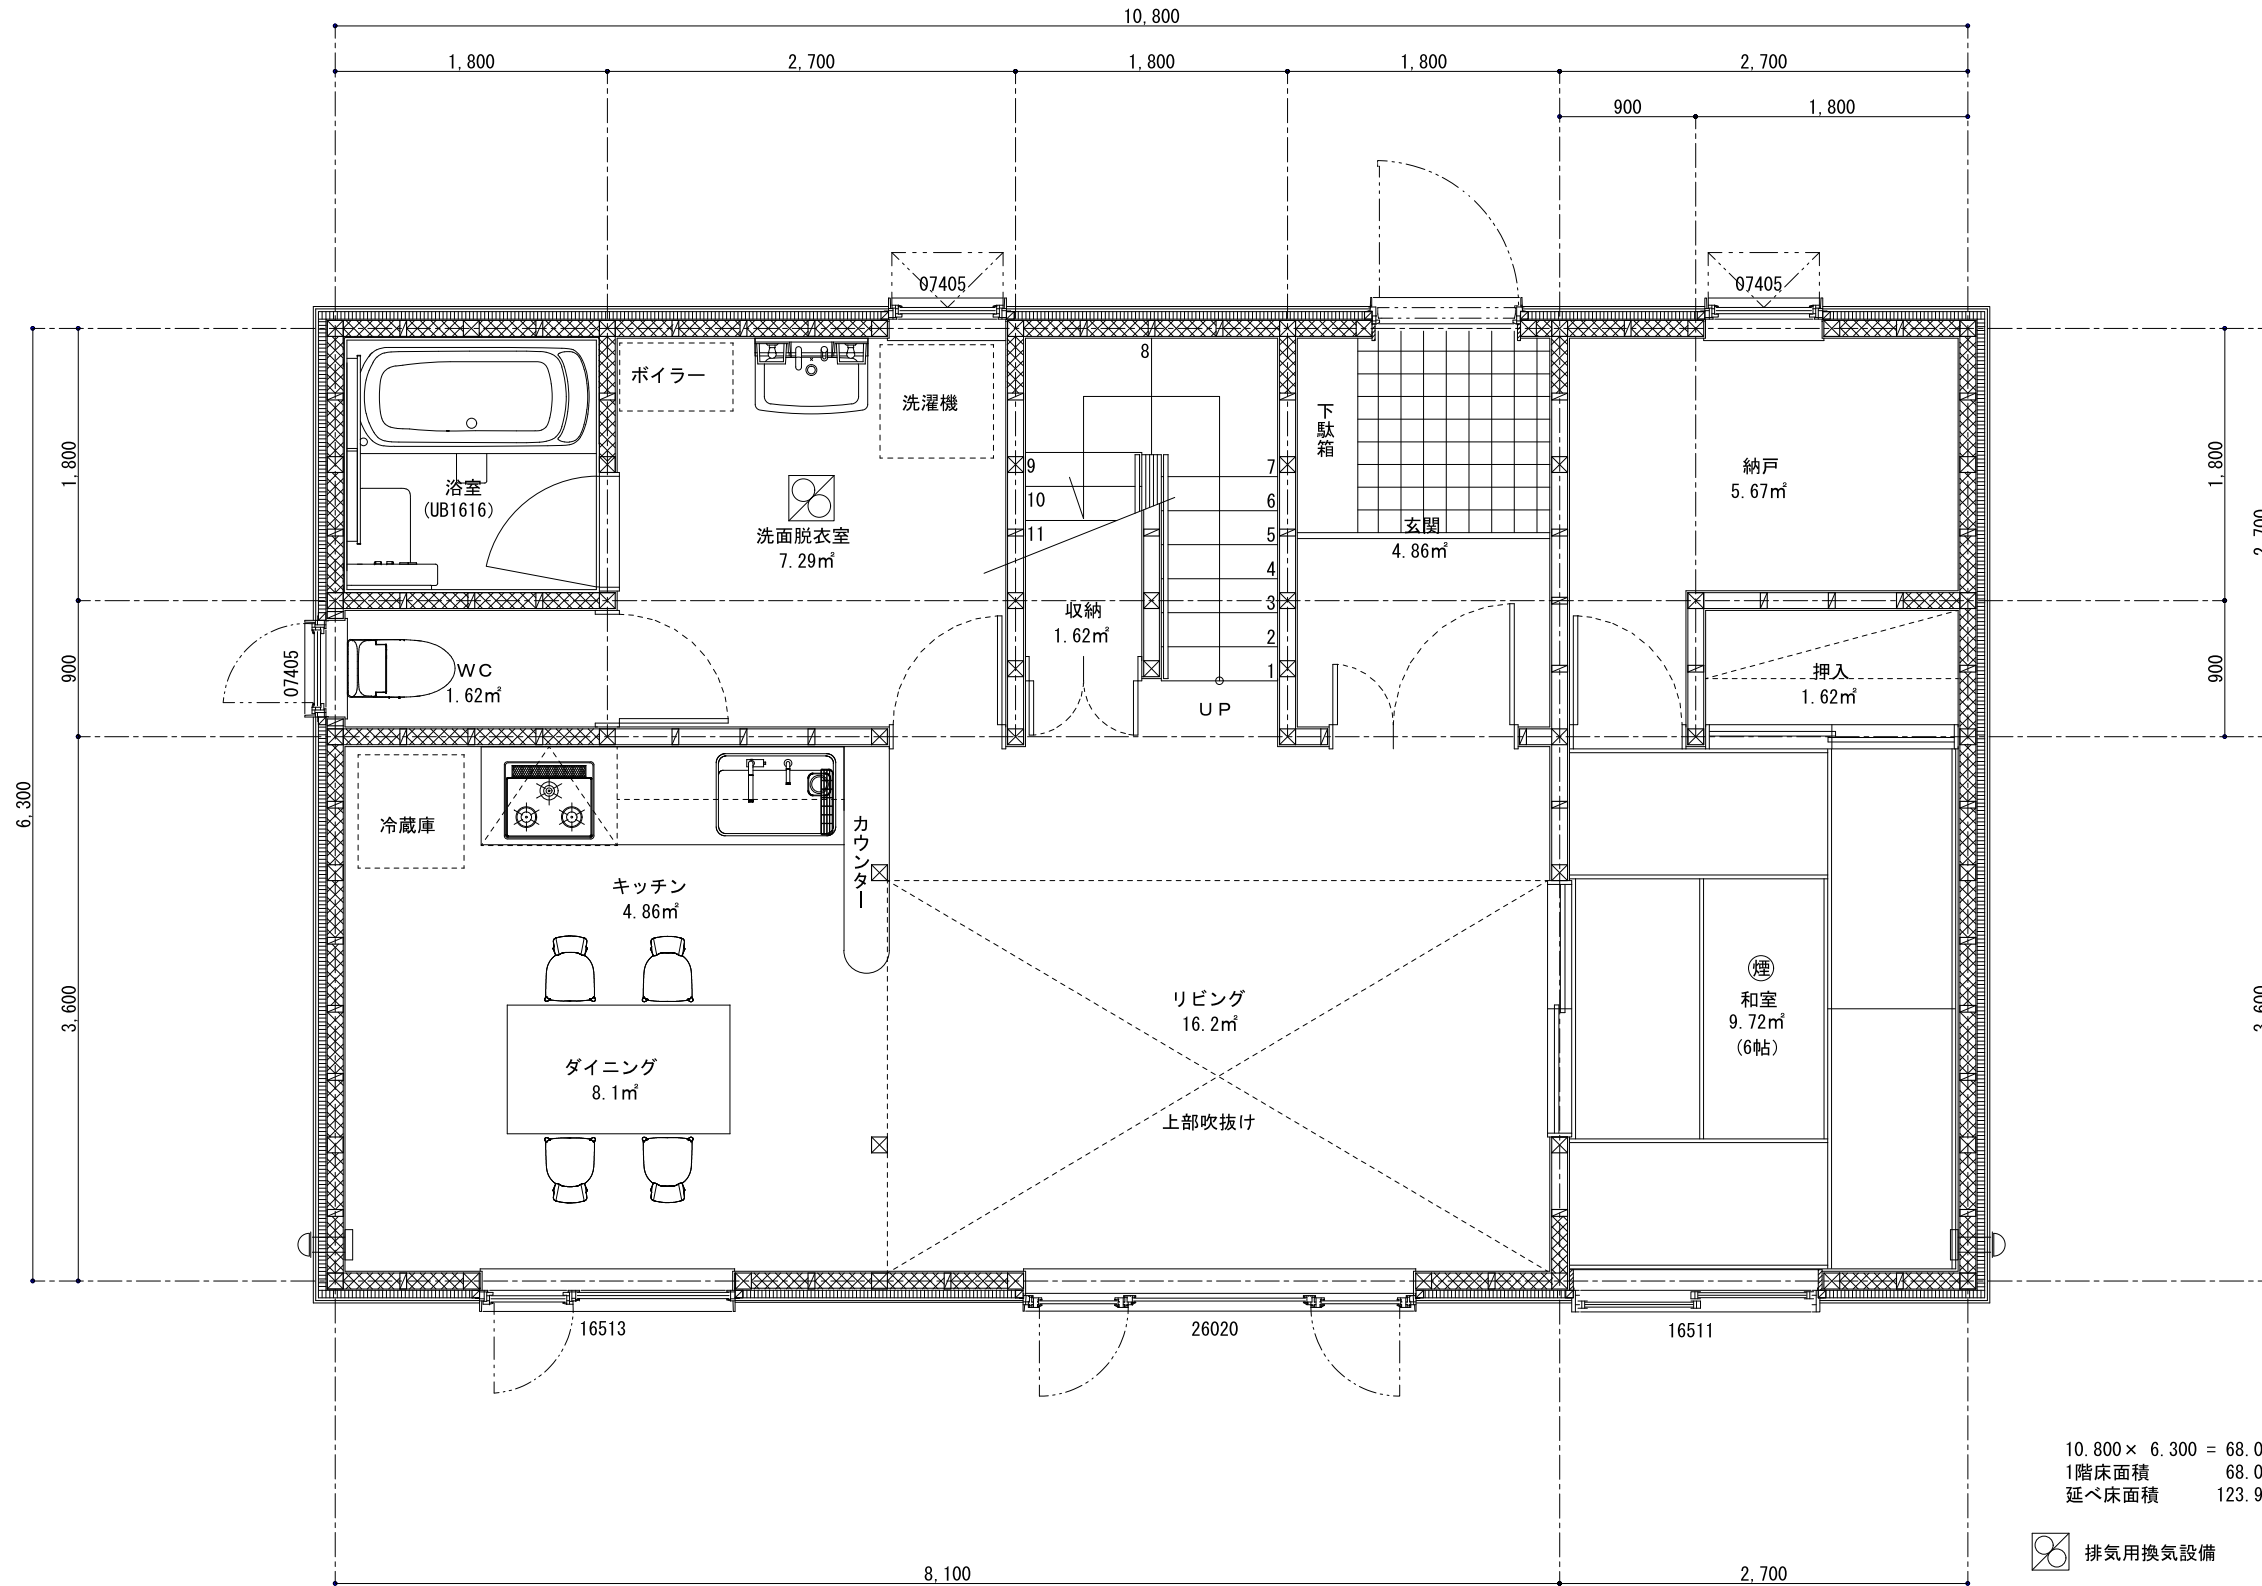 10,800
1,800
2,700
1,800
1,800
2,700
900
1,800
07405
07405
ボイラー
洗濯機
下駄箱
8
9
10
11
7
6
5
4
3
2
1
浴室
(UB1616)
洗面脱衣室
7.29㎡
玄関
4.86㎡
納戸
5.67㎡
収納
1.62㎡
WC
1.62㎡
07405
UP
押入
1.62㎡
1,800
900
3,600
6,300
1,800
900
2,700
3,600
冷蔵庫
カウンター
キッチン
4.86㎡
ダイニング
8.1㎡
リビング
16.2㎡
上部吹抜け
煙
和室
9.72㎡
(6帖)
16513
26020
16511
10.800× 6.300 = 68.0
1階床面積 68.0
延べ床面積 123.9
排気用換気設備
8,100
2,700